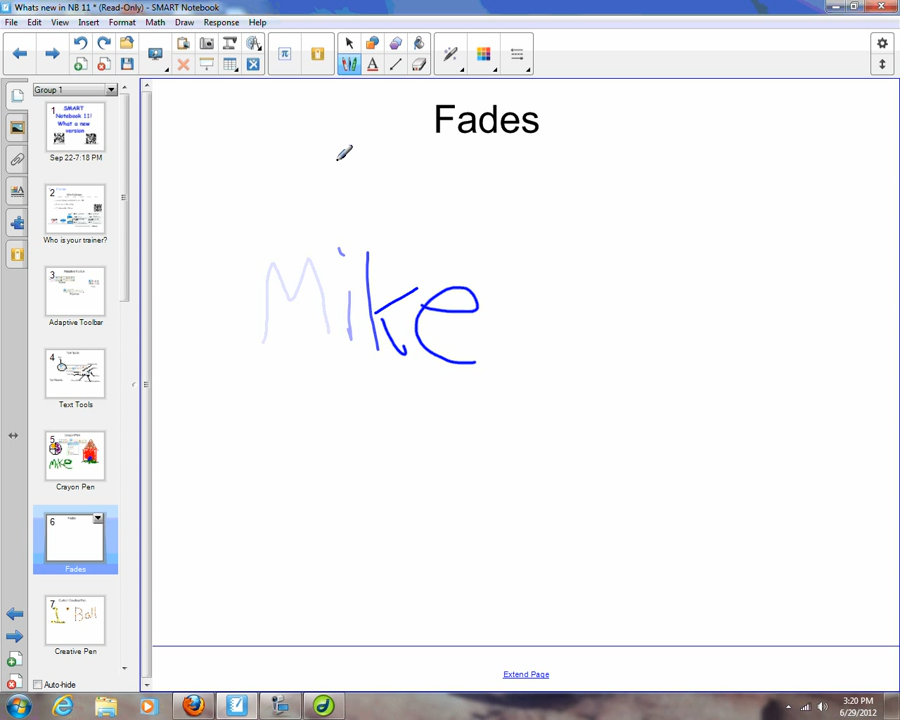 Whats new in NB 11 * (Read-Only) - SMART Notebook
File Edit View Insert Format Math Draw Response Help
Group 1
1
SMART
Notebook 11!
What a new
version
Sep 22-7:18 PM
2
Who is your trainer?
3
Adaptive Toolbar
4
Text Tools
5
Mike
Crayon Pen
6
Fades
Fades
7
I Ball
Creative Pen
Auto-hide
Fades
Mike
Extend Page
3:20 PM
6/29/2012